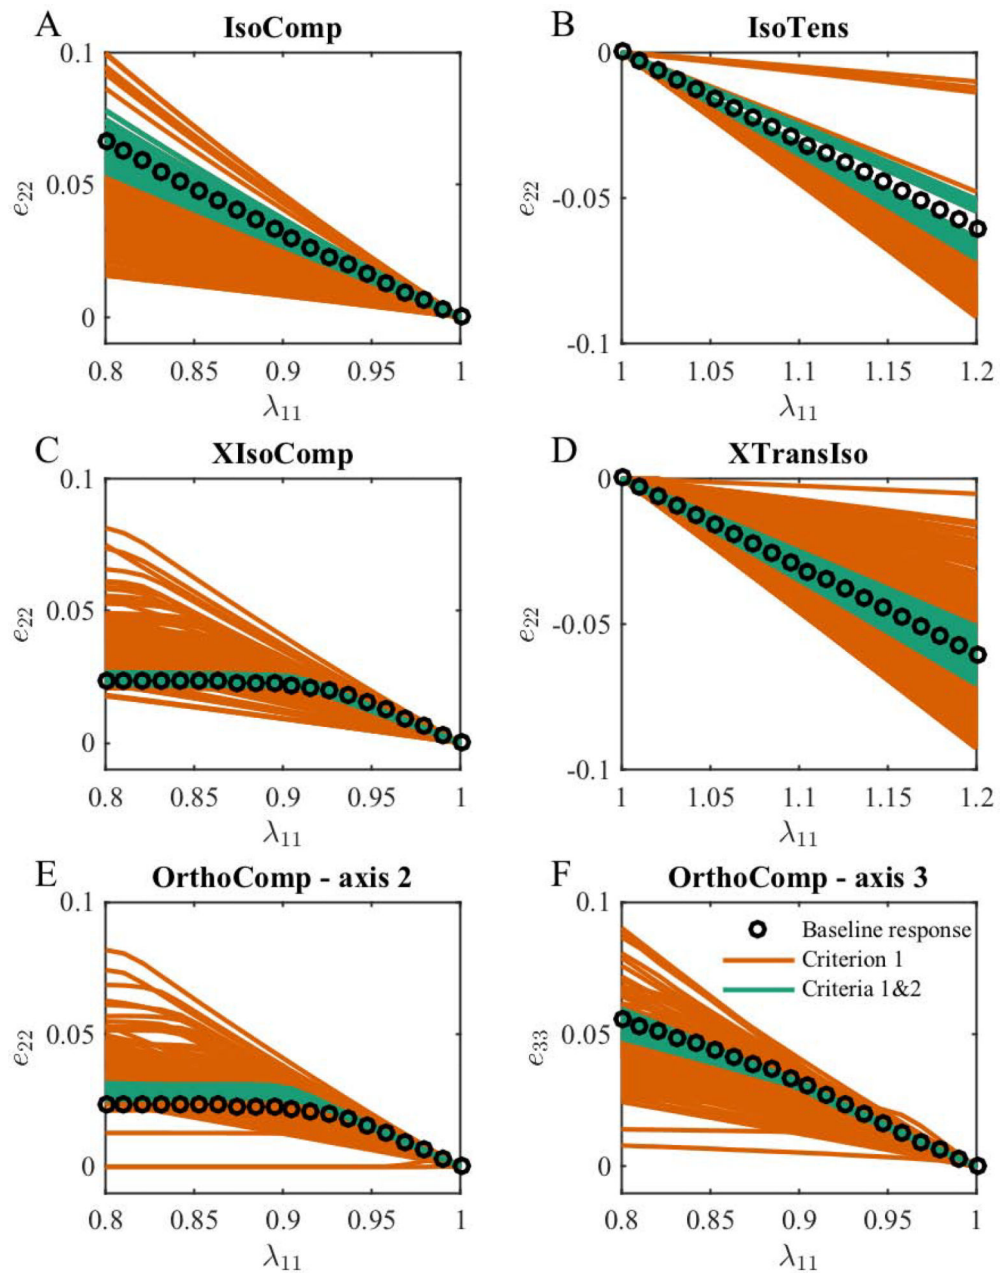 A
IsoComp
0.1
0.05
0
e22
0.8 0.85 0.9 0.95 1
λ11
B
IsoTens
0
-0.05
-0.1
e22
1 1.05 1.1 1.15 1.2
λ11
C
XIsoComp
0.1
0.05
0
e22
0.8 0.85 0.9 0.95 1
λ11
D
XTransIso
0
-0.05
-0.1
e22
1 1.05 1.1 1.15 1.2
λ11
E
OrthoComp - axis 2
0.1
0.05
0
e22
0.8 0.85 0.9 0.95 1
λ11
F
OrthoComp - axis 3
0.1
0.05
0
e33
Baseline response
Criterion 1
Criteria 1&2
0.8 0.85 0.9 0.95 1
λ11